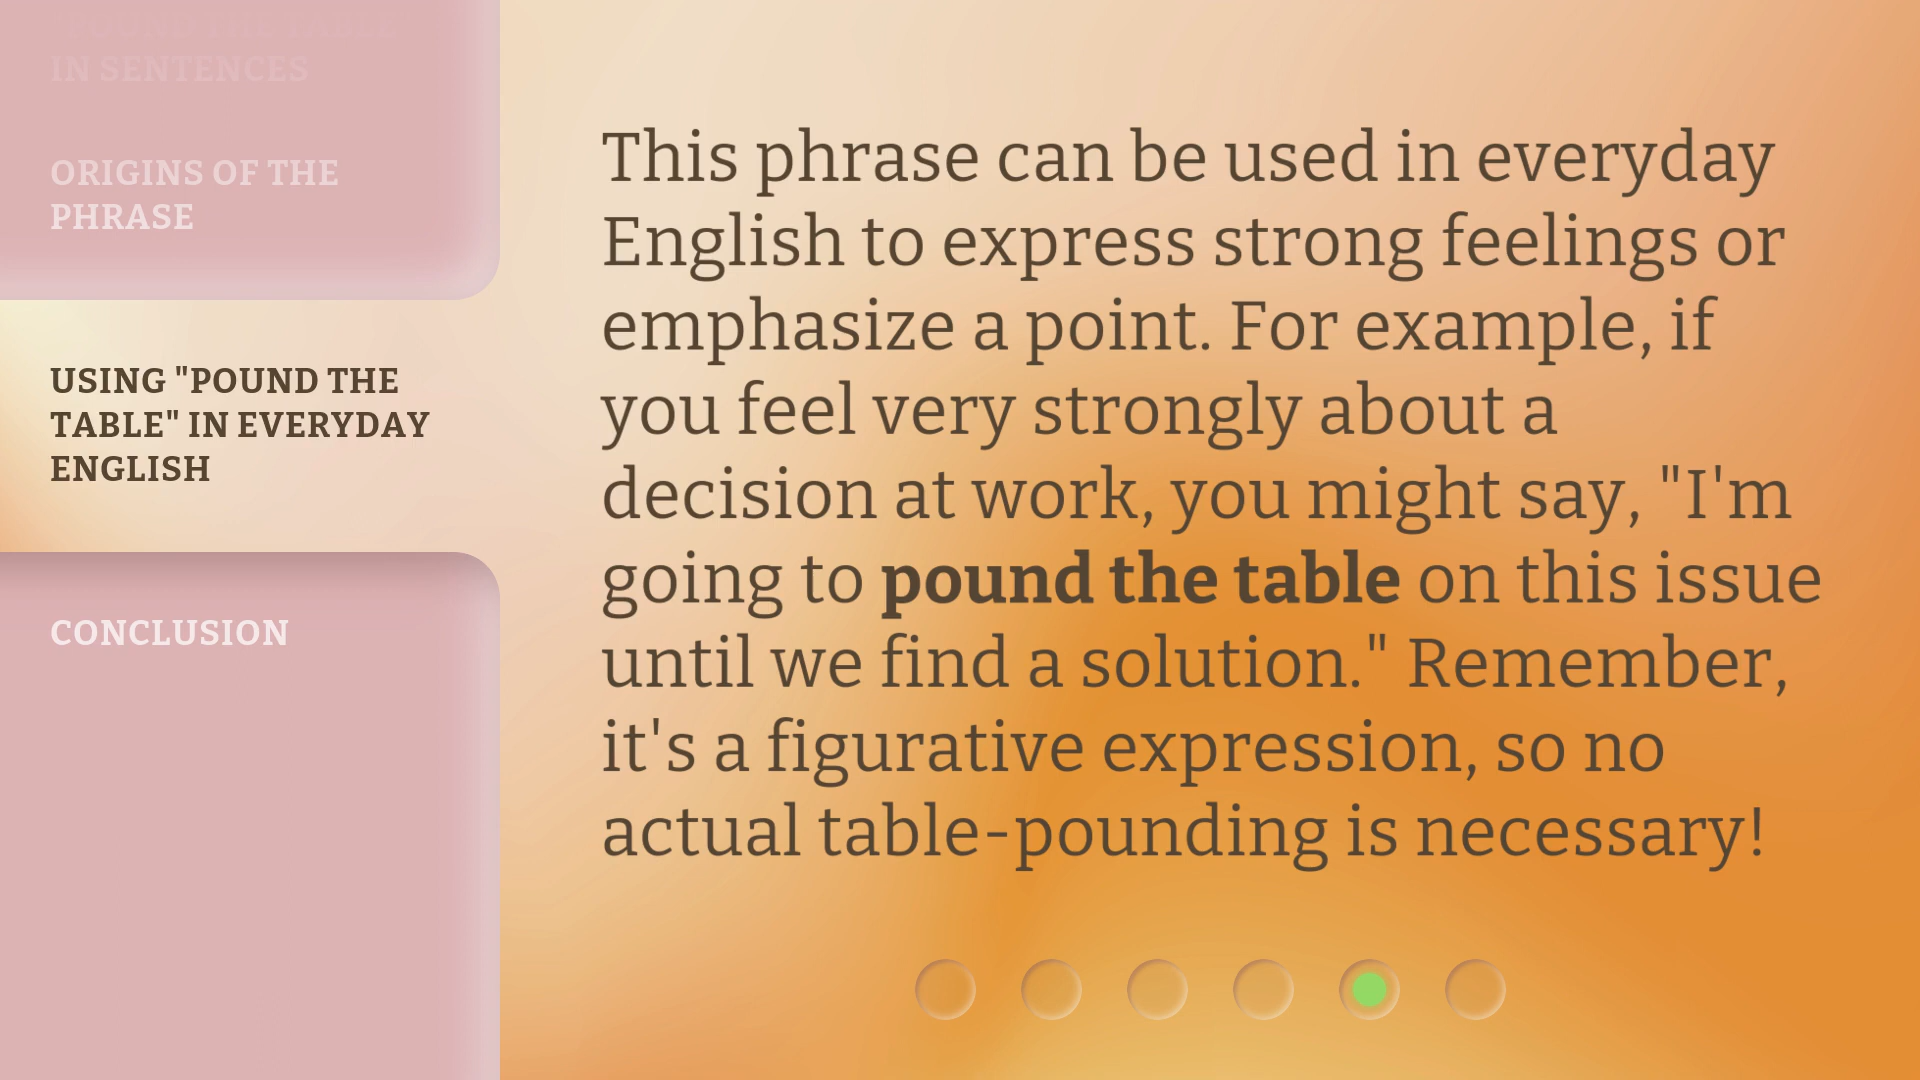 "POUND THE TABLE
IN SENTENCES
ORIGINS OF THE
PHRASE
USING "POUND THE
TABLE" IN EVERYDAY
ENGLISH
CONCLUSION
This phrase can be used in everyday
English to express strong feelings or
emphasize a point. For example, if
you feel very strongly about a
decision at work, you might say, "I'm
going to pound the table on this issue
until we find a solution." Remember,
it's a figurative expression, so no
actual table-pounding is necessary!